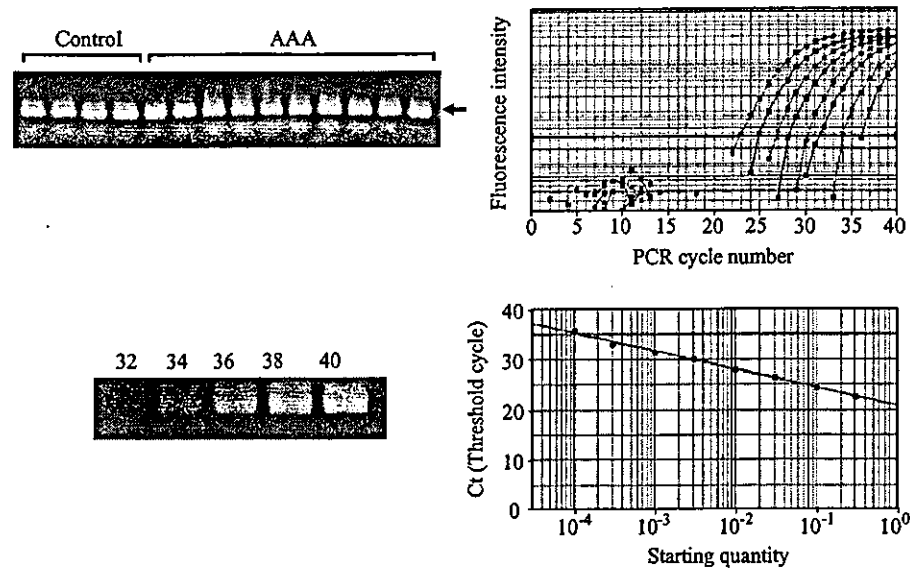 Control AAA
Fluorescence intensity
0 5 10 15 20 25 30 35 40
PCR cycle number
32 34 36 38 40
Ct (Threshold cycle)
40
30
20
10
0
10⁻⁴ 10⁻³ 10⁻² 10⁻¹ 10⁰
Starting quantity